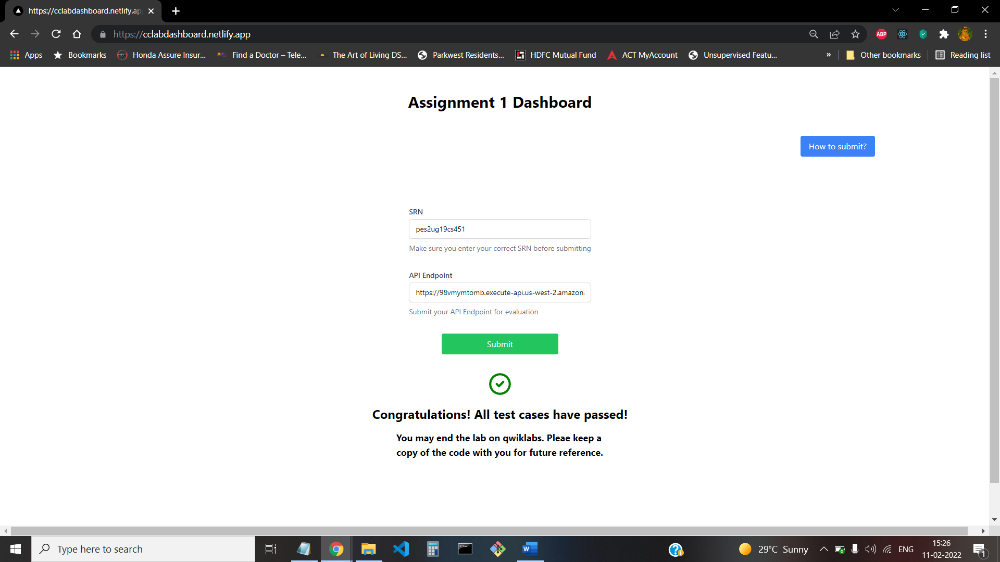 https://cclabdashboard.netlify.ap
https://cclabdashboard.netlify.app
ABP
Apps
Bookmarks
Honda Assure Insur...
Find a Doctor – Tele...
The Art of Living DS...
Parkwest Residents...
HDFC Mutual Fund
ACT MyAccount
Unsupervised Featu...
»
Other bookmarks
Reading list
Assignment 1 Dashboard
How to submit?
SRN
pes2ug19cs451
Make sure you enter your correct SRN before submitting
API Endpoint
https://98vmymtomb.execute-api.us-west-2.amazona
Submit your API Endpoint for evaluation
Submit
Congratulations! All test cases have passed!
You may end the lab on qwiklabs. Pleae keep a
copy of the code with you for future reference.
Type here to search
29°C Sunny
ENG
15:26
11-02-2022
1